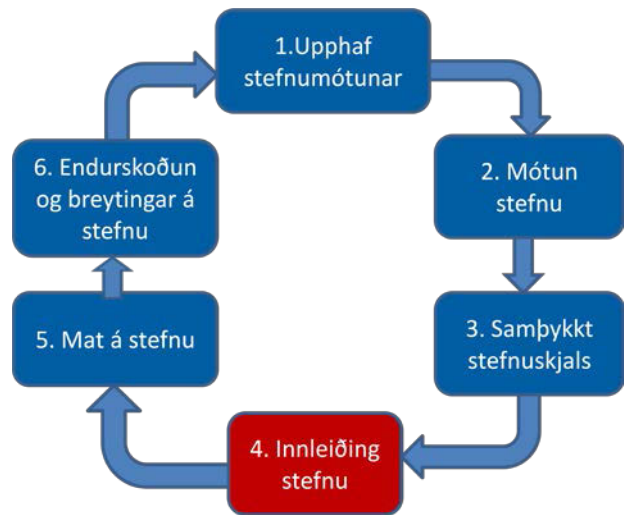 1.Upphaf
stefnumótunar
2. Mótun
stefnu
3. Samþykkt
stefnuskjals
4. Innleiðing
stefnu
5. Mat á stefnu
6. Endurskoðun
og breytingar á
stefnu